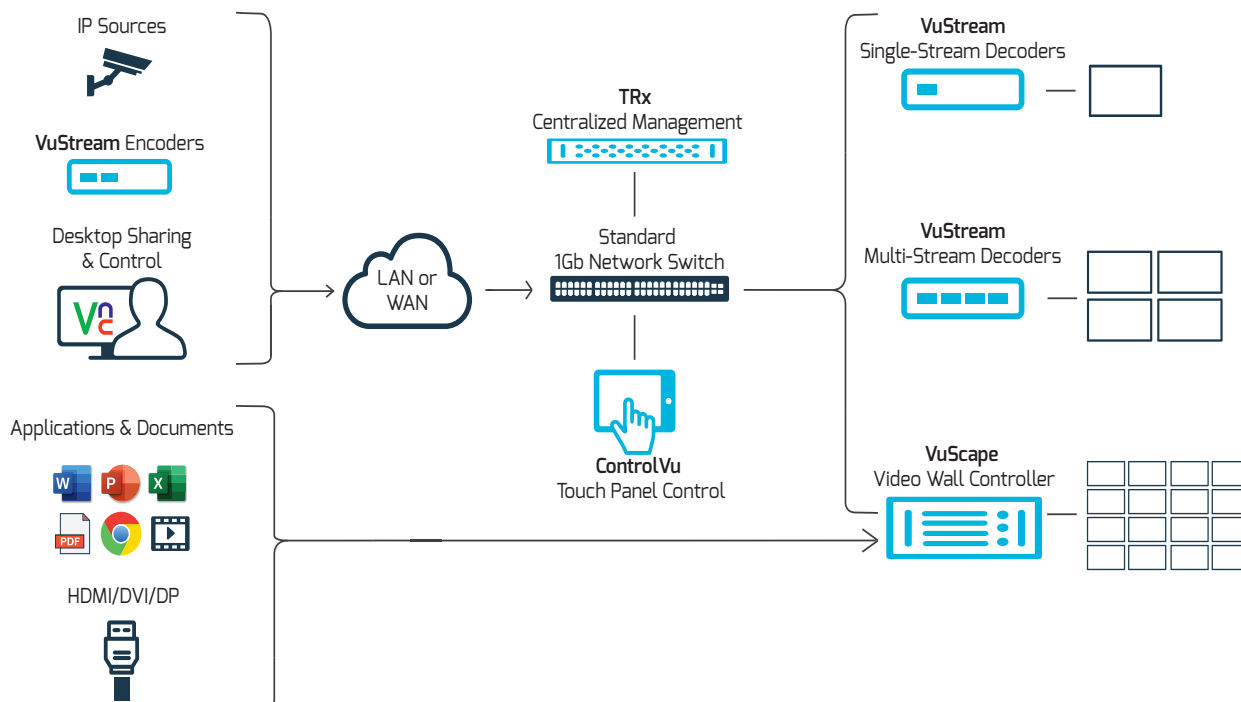 IP Sources
VuStream Encoders
Desktop Sharing
& Control
Vnc
Applications & Documents
W
P
X
PDF
HDMI/DVI/DP
LAN or
WAN
TRx
Centralized Management
Standard
1Gb Network Switch
ControlVu
Touch Panel Control
VuStream
Single-Stream Decoders
VuStream
Multi-Stream Decoders
VuScape
Video Wall Controller